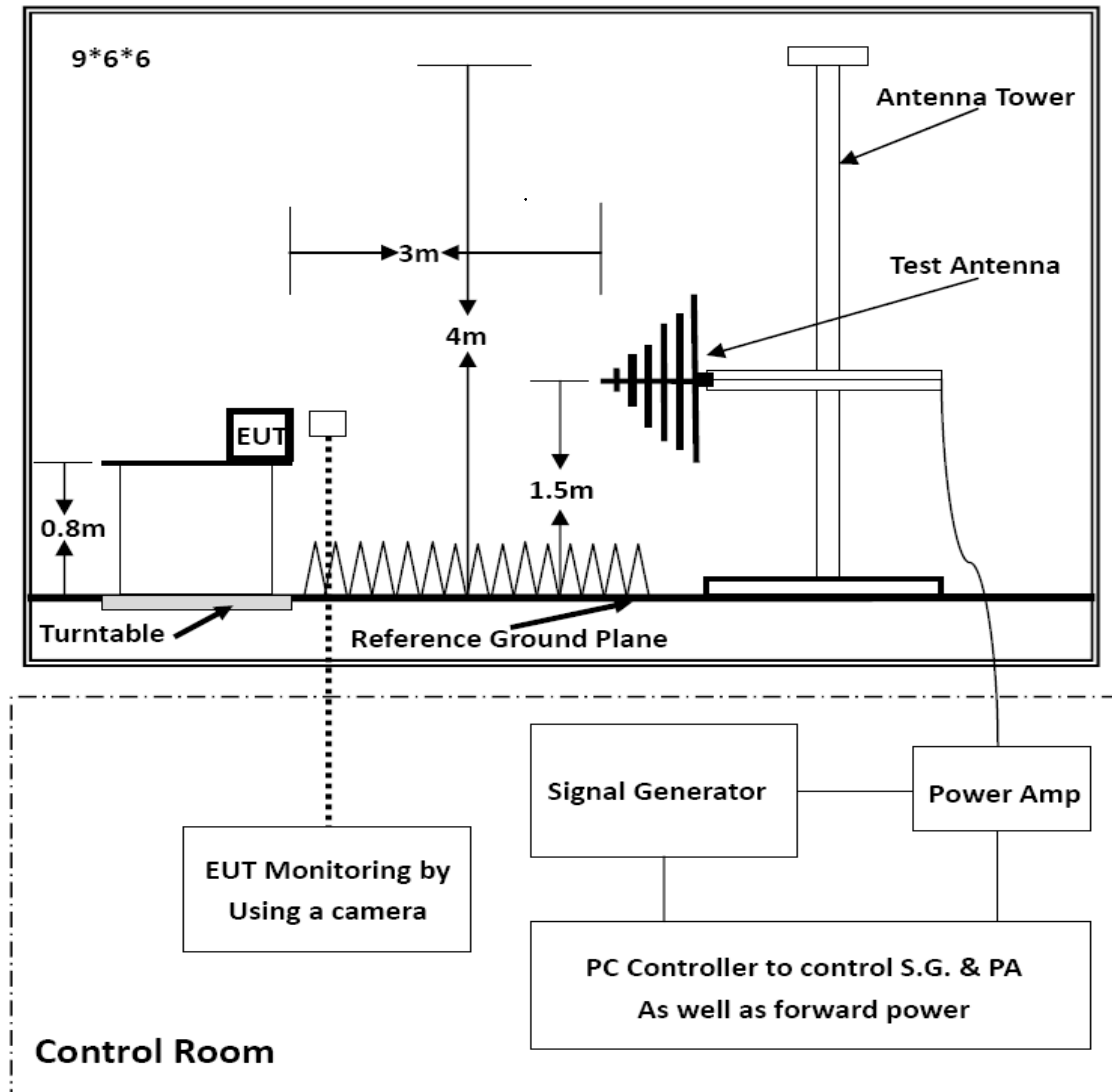 9*6*6
Antenna Tower
3m
Test Antenna
4m
EUT
1.5m
0.8m
Turntable
Reference Ground Plane
Signal Generator
Power Amp
EUT Monitoring by
Using a camera
PC Controller to control S.G. & PA
As well as forward power
Control Room